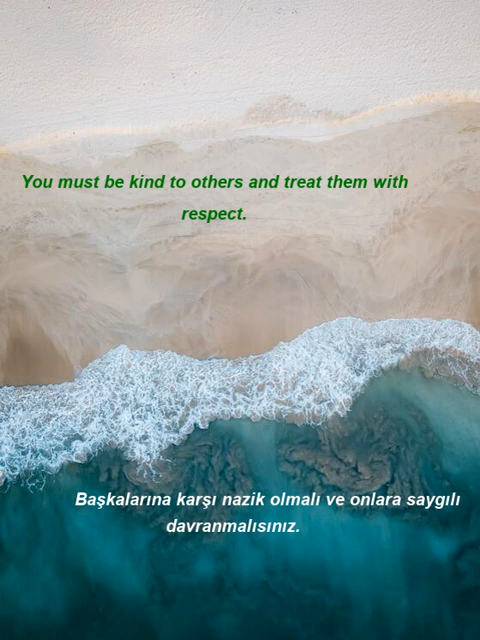 You must be kind to others and treat them with
respect.
Başkalarına karşı nazik olmalı ve onlara saygılı
davranmalısınız.